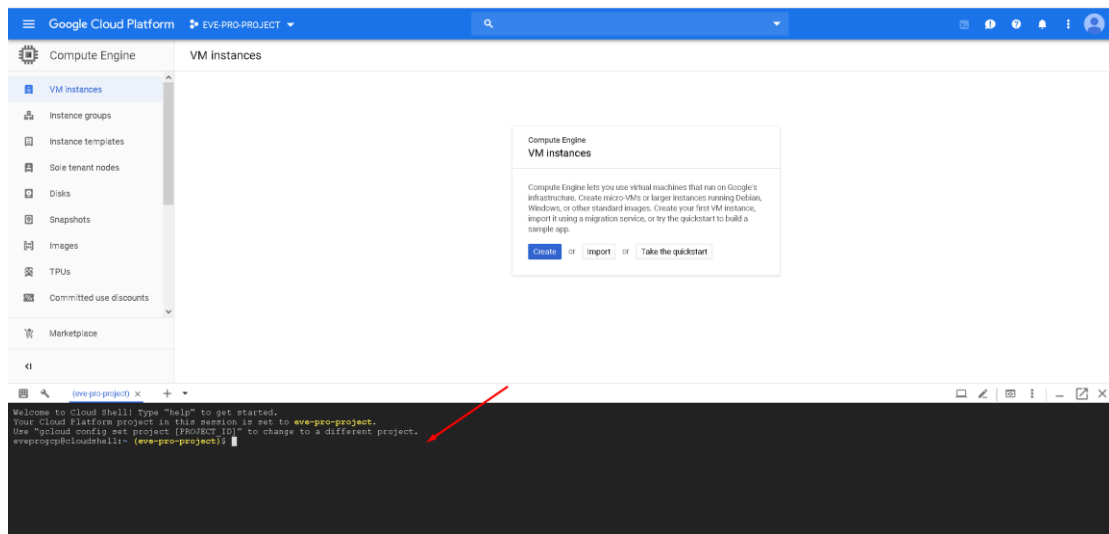 Google Cloud Platform
EVE-PRO-PROJECT
Compute Engine
VM instances
VM instances
Instance groups
Instance templates
Sole tenant nodes
Disks
Snapshots
Images
TPUs
Committed use discounts
Marketplace
Compute Engine
VM instances
Compute Engine lets you use virtual machines that run on Google's
infrastructure. Create micro-VMs or larger instances running Debian,
Windows, or other standard images. Create your first VM instance,
import it using a migration service, or try the quickstart to build a
sample app.
Create or Import or Take the quickstart
(eve-pro-project) × +
Welcome to Cloud Shell! Type "help" to get started.
Your Cloud Platform project in this session is set to eve-pro-project.
Use "gcloud config set project [PROJECT_ID]" to change to a different project.
eveprogcp@cloudshell:~ (eve-pro-project)$